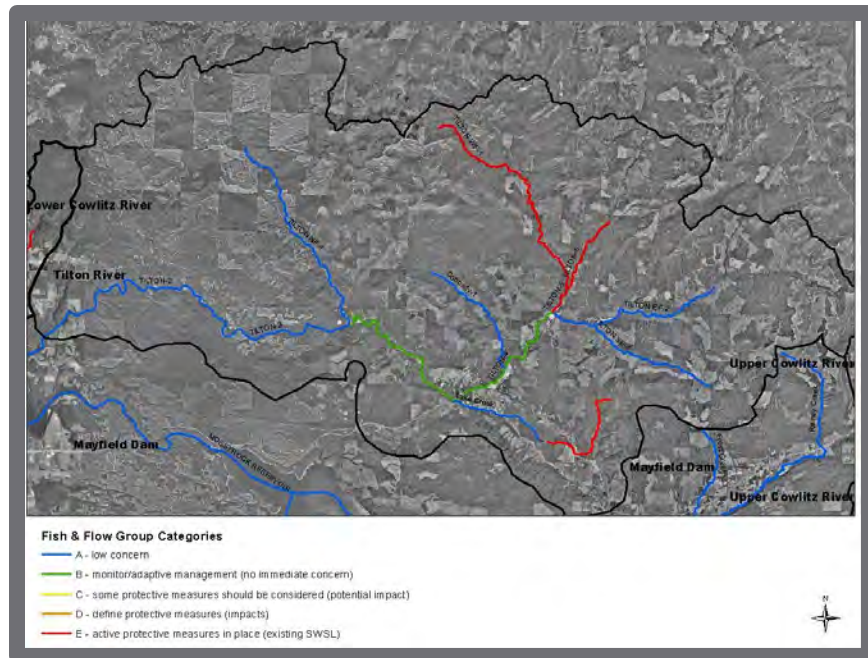 Lower Cowlitz River
Tilton River
TILTON-2
Upper Cowlitz River
Mayfield Dam
Mayfield Dam
Upper Cowlitz River
Fish & Flow Group Categories
A - low concern
B - monitor/adaptive management (no immediate concern)
C - some protective measures should be considered (potential impact)
D - define protective measures (impacts)
E - active protective measures in place (existing SWSL)
N